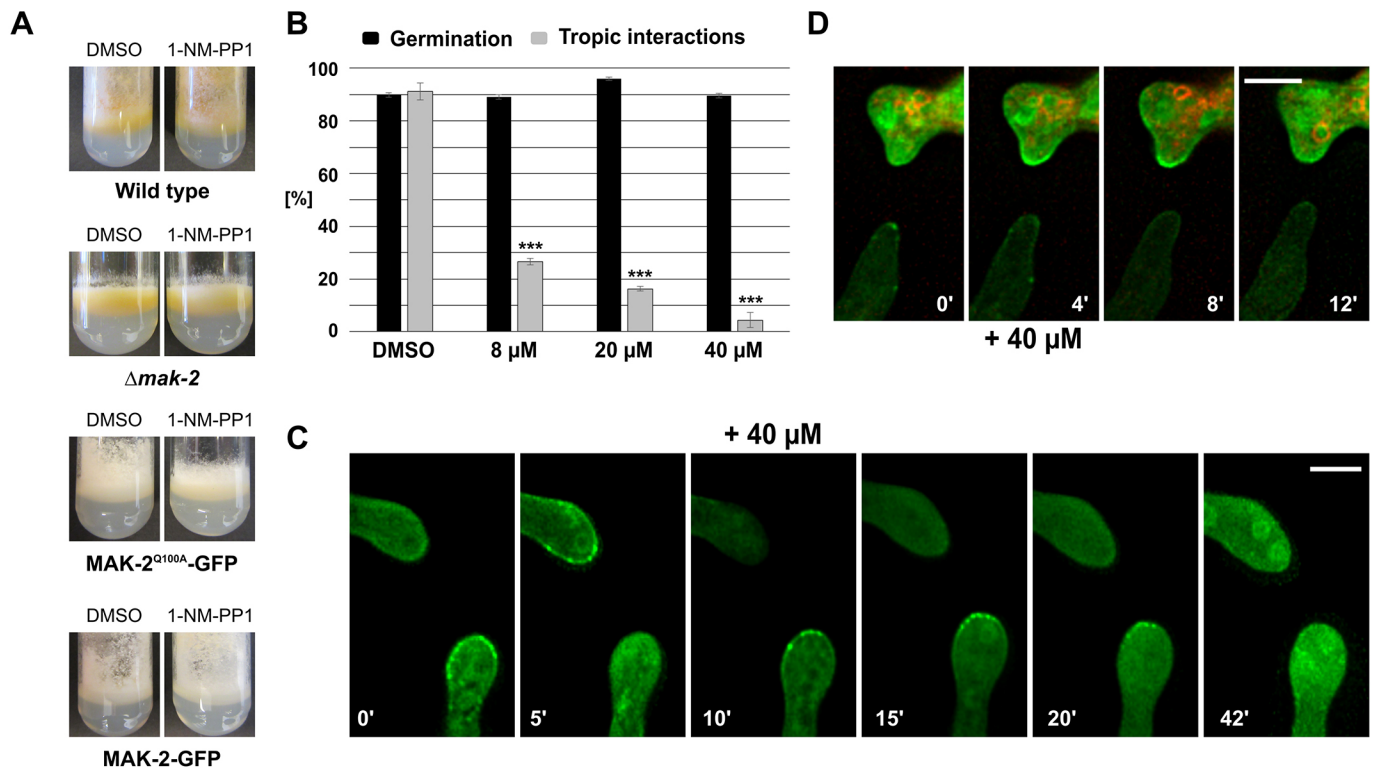 A
DMSO 1-NM-PP1
Wild type
DMSO 1-NM-PP1
Δmak-2
DMSO 1-NM-PP1
MAK-2Q100A-GFP
DMSO 1-NM-PP1
MAK-2-GFP
B
Germination Tropic interactions
100
80
60
[%]
40
20
0
***
***
***
DMSO 8 µM 20 µM 40 µM
C
+ 40 µM
0' 5' 10' 15' 20' 42'
D
0' 4' 8' 12'
+ 40 µM